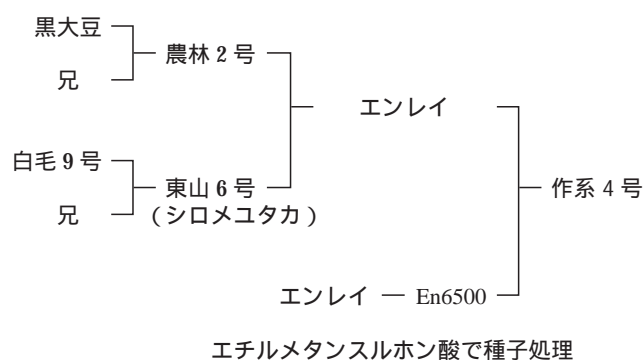 黒大豆
農林 2 号
兄
エンレイ
白毛 9 号
東山 6 号
作系 4 号
兄
(シロメユタカ)
エンレイ
En6500
エチルメタンスルホン酸で種子処理